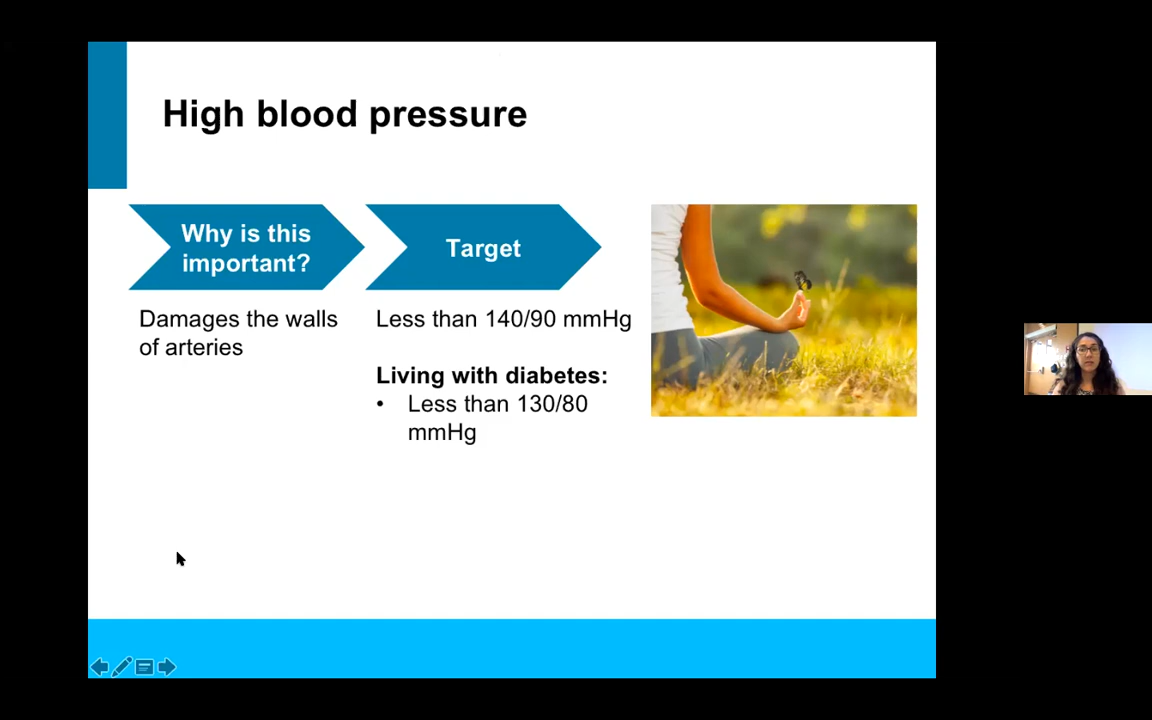 High blood pressure
Why is this
important?
Target
Damages the walls
of arteries
Less than 140/90 mmHg
Living with diabetes:
• Less than 130/80
mmHg